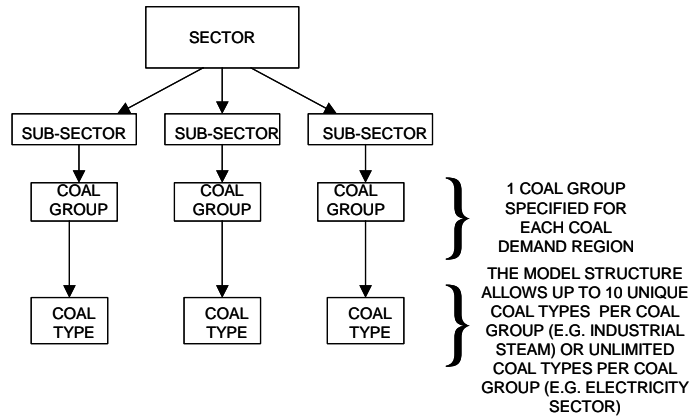 SECTOR
SUB-SECTOR
SUB-SECTOR
SUB-SECTOR
COAL
GROUP
COAL
GROUP
COAL
GROUP
1 COAL GROUP
SPECIFIED FOR
EACH COAL
DEMAND REGION
COAL
TYPE
COAL
TYPE
COAL
TYPE
THE MODEL STRUCTURE
ALLOWS UP TO 10 UNIQUE
COAL TYPES PER COAL
GROUP (E.G. INDUSTRIAL
STEAM) OR UNLIMITED
COAL TYPES PER COAL
GROUP (E.G. ELECTRICITY
SECTOR)